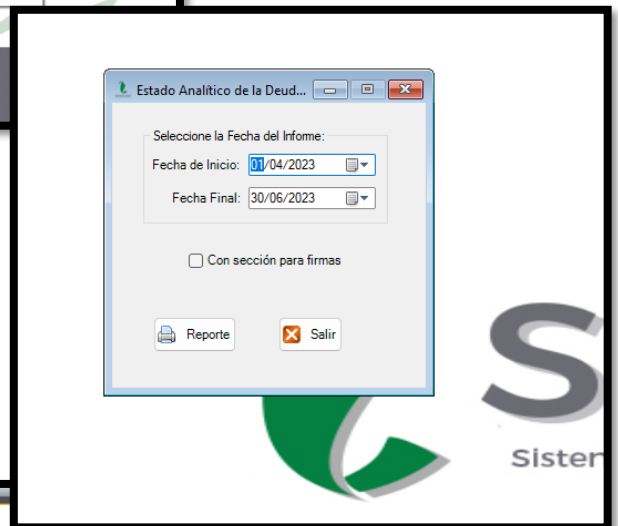 Estado Analítico de la Deud...
Seleccione la Fecha del Informe:
Fecha de Inicio: 01/04/2023
Fecha Final: 30/06/2023
Con sección para firmas
Reporte Salir
S
Sister